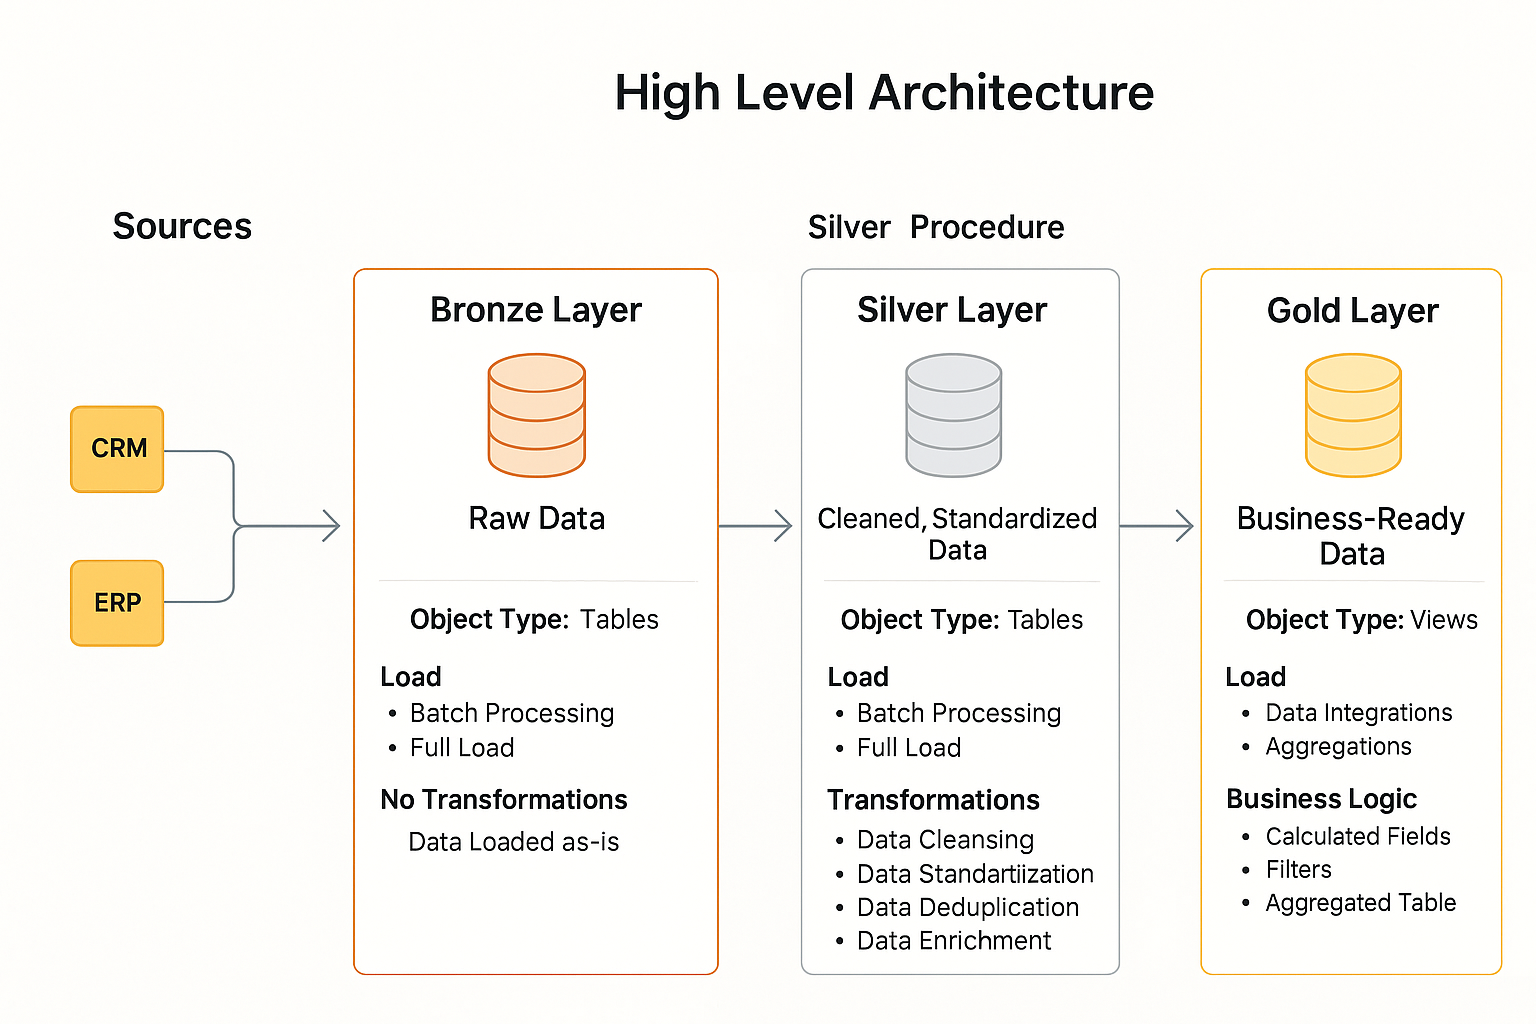 High Level Architecture
Sources
Silver Procedure
CRM
ERP
Bronze Layer
Raw Data
Object Type: Tables
Load
• Batch Processing
• Full Load
No Transformations
Data Loaded as-is
Silver Layer
Cleaned, Standardized
Data
Object Type: Tables
Load
• Batch Processing
• Full Load
Transformations
• Data Cleansing
• Data Standartiization
• Data Deduplication
• Data Enrichment
Gold Layer
Business-Ready
Data
Object Type: Views
Load
• Data Integrations
• Aggregations
Business Logic
• Calculated Fields
• Filters
• Aggregated Table